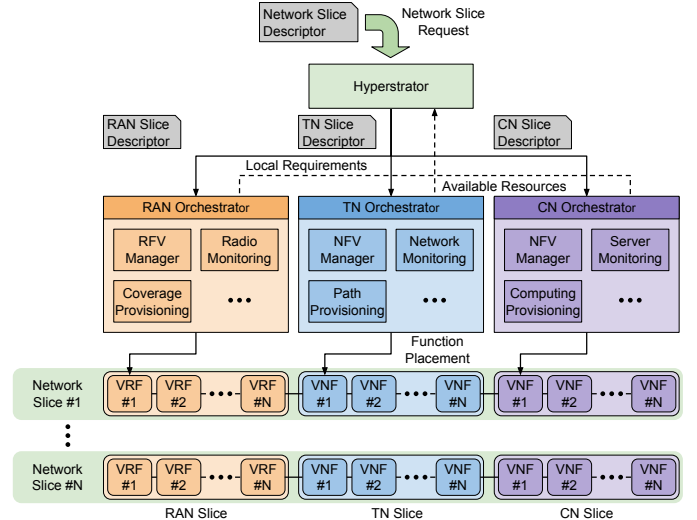 Network Slice
Descriptor
Network Slice
Request
Hyperstrator
RAN Slice
Descriptor
TN Slice
Descriptor
CN Slice
Descriptor
Local Requirements
Available Resources
RAN Orchestrator
TN Orchestrator
CN Orchestrator
RFV
Manager
Radio
Monitoring
NFV
Manager
Network
Monitoring
NFV
Manager
Server
Monitoring
Coverage
Provisioning
•••
Path
Provisioning
•••
Computing
Provisioning
•••
Function
Placement
Network
Slice #1
VRF
#1
VRF
#2
VRF
#N
VNF
#1
VNF
#2
VNF
#N
VNF
#1
VNF
#2
VNF
#N
Network
Slice #N
VRF
#1
VRF
#2
VRF
#N
VNF
#1
VNF
#2
VNF
#N
VNF
#1
VNF
#2
VNF
#N
RAN Slice
TN Slice
CN Slice